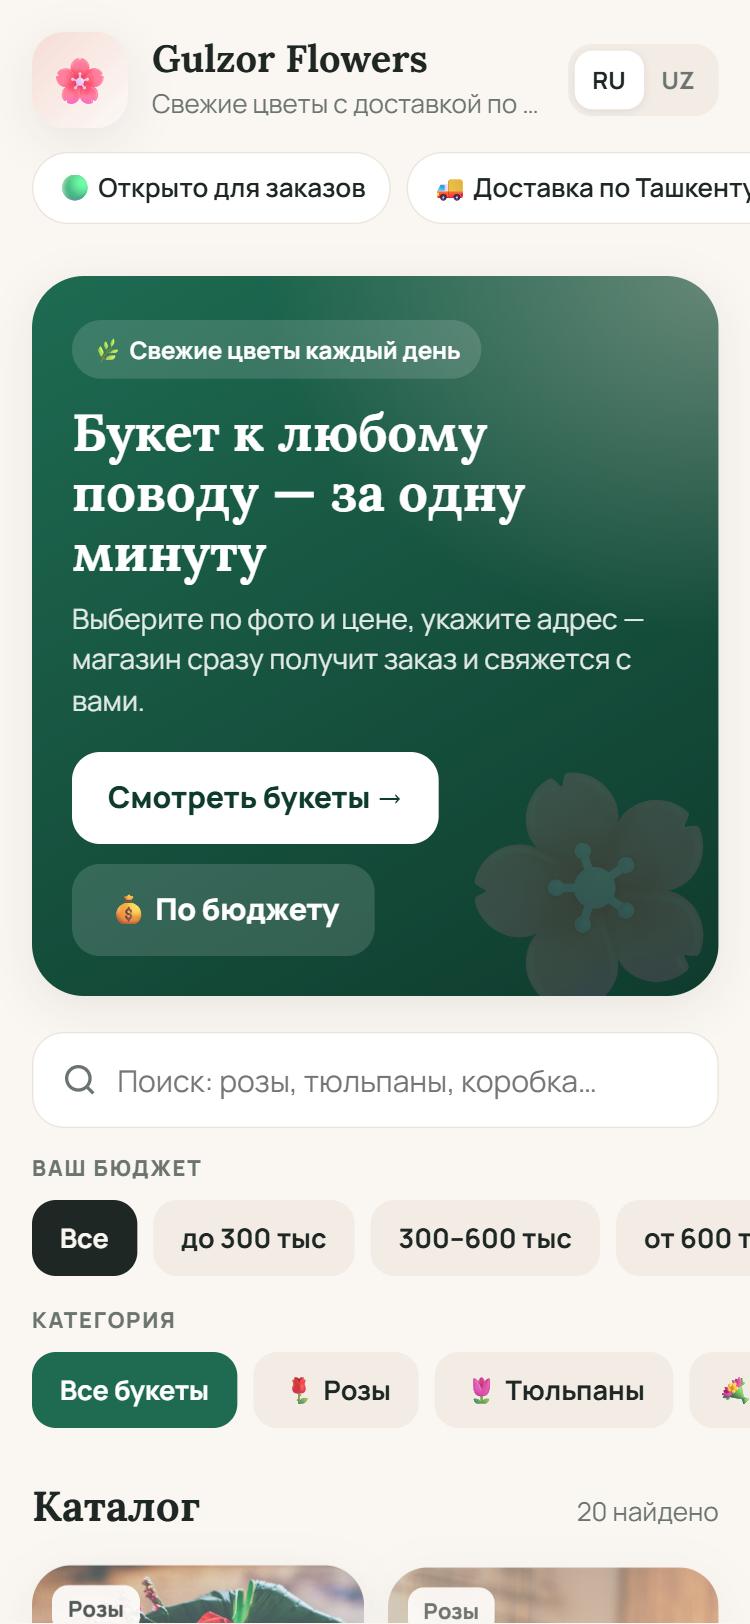 Gulzor Flowers
Свежие цветы с доставкой по ...
RU UZ
Открыто для заказов
Доставка по Ташкенту
Свежие цветы каждый день
Букет к любому
поводу — за одну
минуту
Выберите по фото и цене, укажите адрес —
магазин сразу получит заказ и свяжется с
вами.
Смотреть букеты →
По бюджету
Поиск: розы, тюльпаны, коробка...
ВАШ БЮДЖЕТ
Все
до 300 тыс
300–600 тыс
от 600 т
КАТЕГОРИЯ
Все букеты
Розы
Тюльпаны
Каталог
20 найдено
Розы
Розы